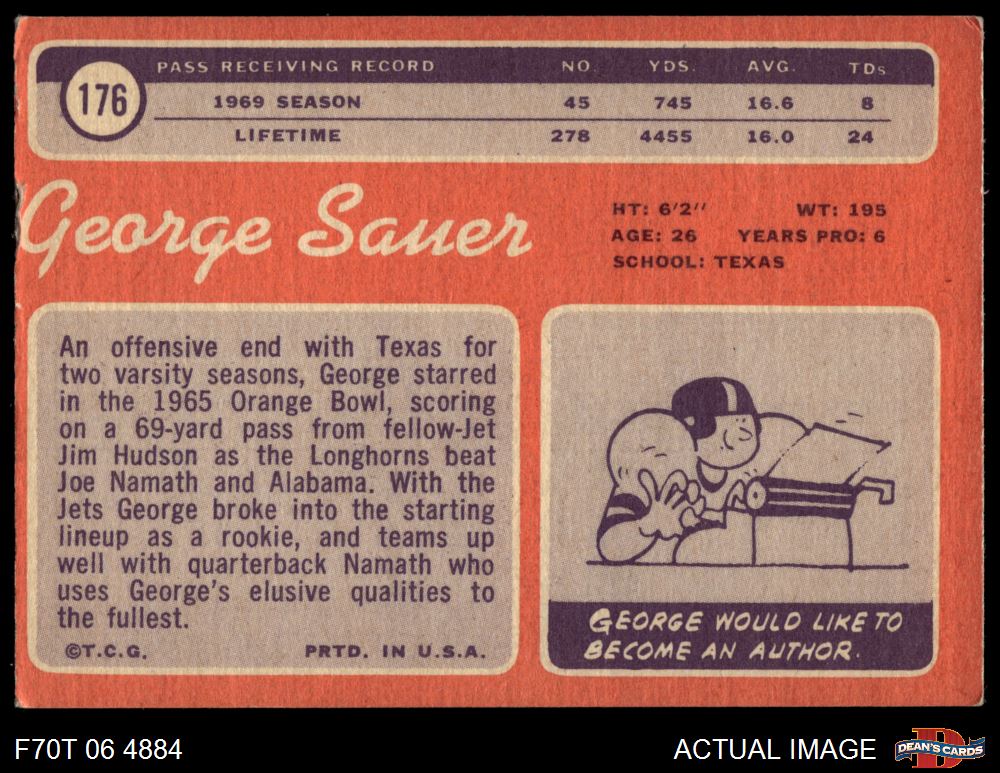 176
PASS RECEIVING RECORD NO. YDS. AVG. TDs
1969 SEASON 45 745 16.6 8
LIFETIME 278 4455 16.0 24
George Sauer
HT: 6'2" WT: 195
AGE: 26 YEARS PRO: 6
SCHOOL: TEXAS
An offensive end with Texas for
two varsity seasons, George starred
in the 1965 Orange Bowl, scoring
on a 69-yard pass from fellow-Jet
Jim Hudson as the Longhorns beat
Joe Namath and Alabama. With the
Jets George broke into the starting
lineup as a rookie, and teams up
well with quarterback Namath who
uses George's elusive qualities to
the fullest.
©T.C.G. PRTD. IN U.S.A.
GEORGE WOULD LIKE TO
BECOME AN AUTHOR.
F70T 06 4884
ACTUAL IMAGE
D
DEAN'S CARDS